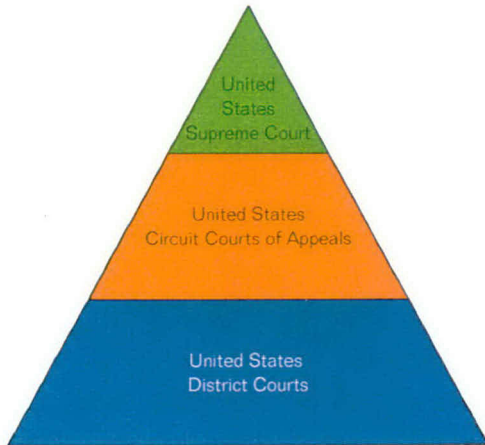 United
States
Supreme Court
United States
Circuit Courts of Appeals
United States
District Courts